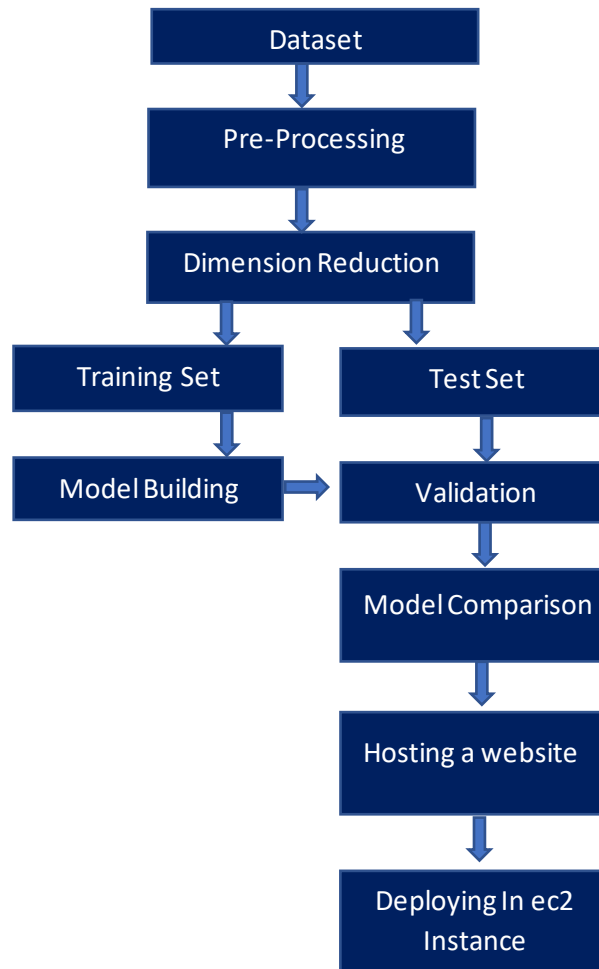 Dataset
Pre-Processing
Dimension Reduction
Training Set
Test Set
Model Building
Validation
Model Comparison
Hosting a website
Deploying In ec2
Instance